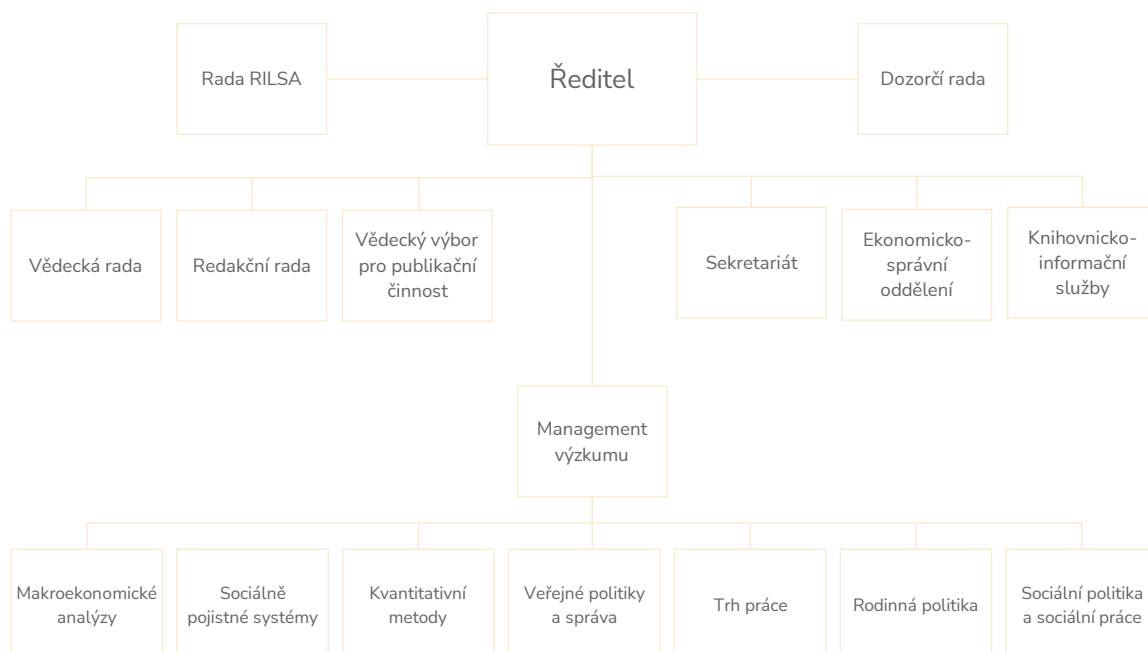 Rada RILSA
Ředitel
Dozorčí rada
Vědecká rada
Redakční rada
Vědecký výbor
pro publikační
činnost
Sekretariát
Ekonomicko-
správní
oddělení
Knihovnicko-
informační
služby
Management
výzkumu
Makroekonomické
analýzy
Sociálně
pojistné systémy
Kvantitativní
metody
Veřejné politiky
a správa
Trh práce
Rodinná politika
Sociální politika
a sociální práce